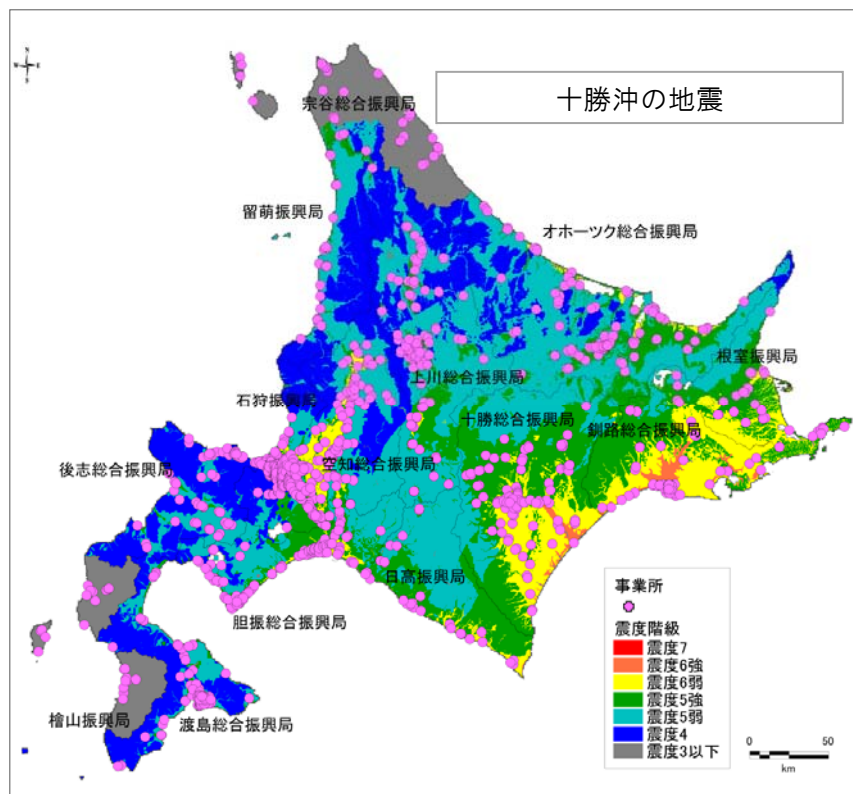 十勝沖の地震
N
W
E
S
宗谷総合振興局
留萌振興局
オホーツク総合振興局
根室振興局
上川総合振興局
石狩振興局
十勝総合振興局
釧路総合振興局
後志総合振興局
空知総合振興局
日高振興局
胆振総合振興局
檜山振興局
渡島総合振興局
事業所
震度階級
震度7
震度6強
震度6弱
震度5強
震度5弱
震度4
震度3以下
0 50
km